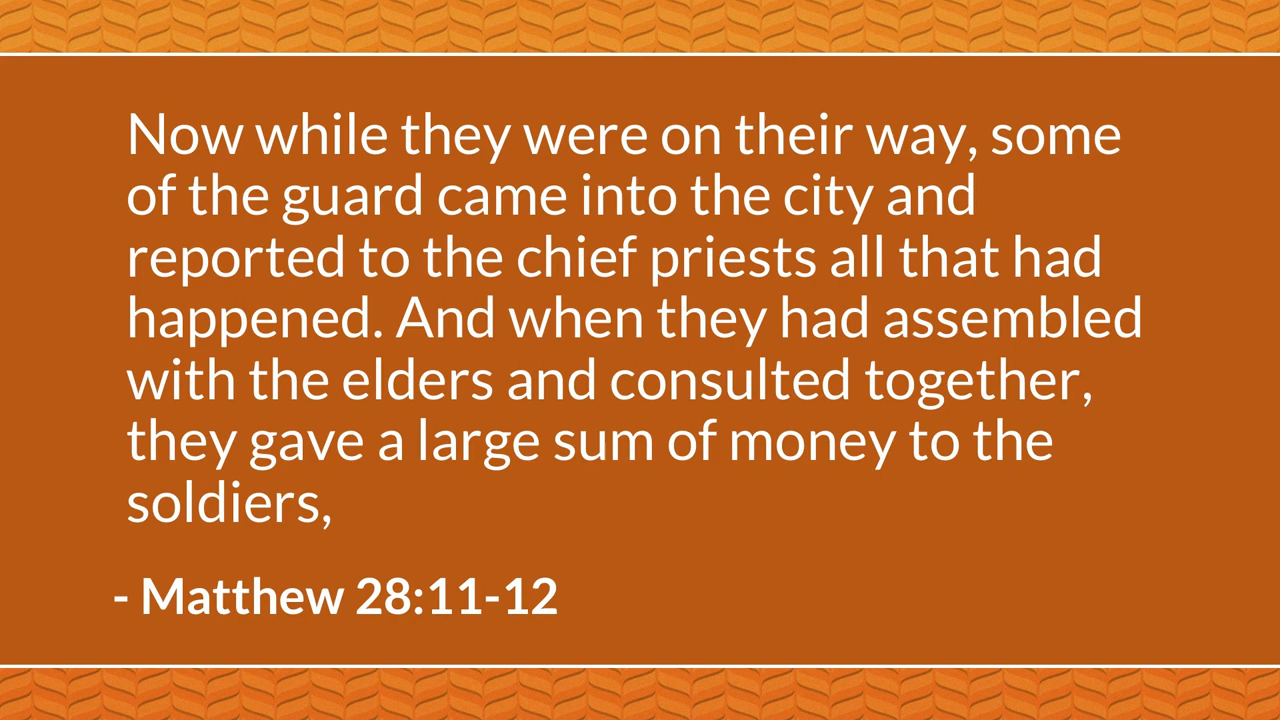 Now while they were on their way, some
of the guard came into the city and
reported to the chief priests all that had
happened. And when they had assembled
with the elders and consulted together,
they gave a large sum of money to the
soldiers,
- Matthew 28:11-12